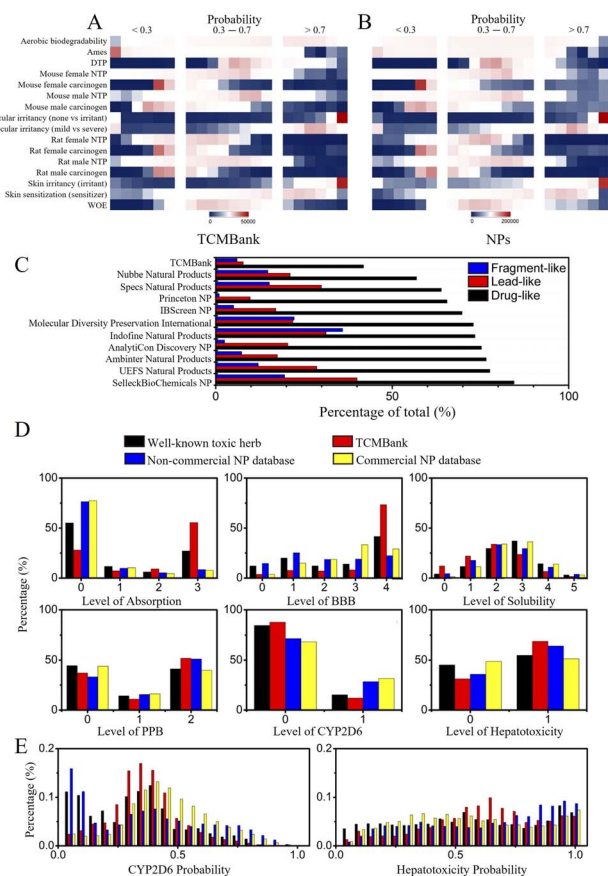 A
Probability
B
< 0.3
0.3 — 0.7
> 0.7
< 0.3
0.3 — 0.7
> 0.7
Aerobic biodegradability
Ames
DTP
Mouse female NTP
Mouse female carcinogen
Mouse male NTP
Mouse male carcinogen
cular irritancy (none vs irritant)
cular irritancy (mild vs severe)
Rat female NTP
Rat female carcinogen
Rat male NTP
Rat male carcinogen
Skin irritancy (irritant)
Skin sensitization (sensitizer)
WOE
0
60000
0
200000
TCMBank
NPs
C
TCMBank
Nubbe Natural Products
Specs Natural Products
Princeton NP
IBScreen NP
Molecular Diversity Preservation International
Indofine Natural Products
AnalytiCon Discovery NP
Ambinter Natural Products
UEFS Natural Products
SelleckBioChemicals NP
Fragment-like
Lead-like
Drug-like
0
100
Percentage of total (%)
D
Well-known toxic herb
TCMBank
Non-commercial NP database
Commercial NP database
Percentage (%)
100 100 100
50 50 50
0 0 0
0 1 2 3
0 1 2 3 4
0 1 2 3 4 5
Level of Absorption
Level of BBB
Level of Solubility
100 100 100
50 50 50
0 0 0
0 1 2
0 1
0 1
Level of PPB
Level of CYP2D6
Level of Hepatotoxicity
E
Percentage (%)
0.2 0.2
0.1 0.1
0.0 0.0
0.0 0.5 1.0
0.0 0.5 1.0
CYP2D6 Probability
Hepatotoxicity Probability